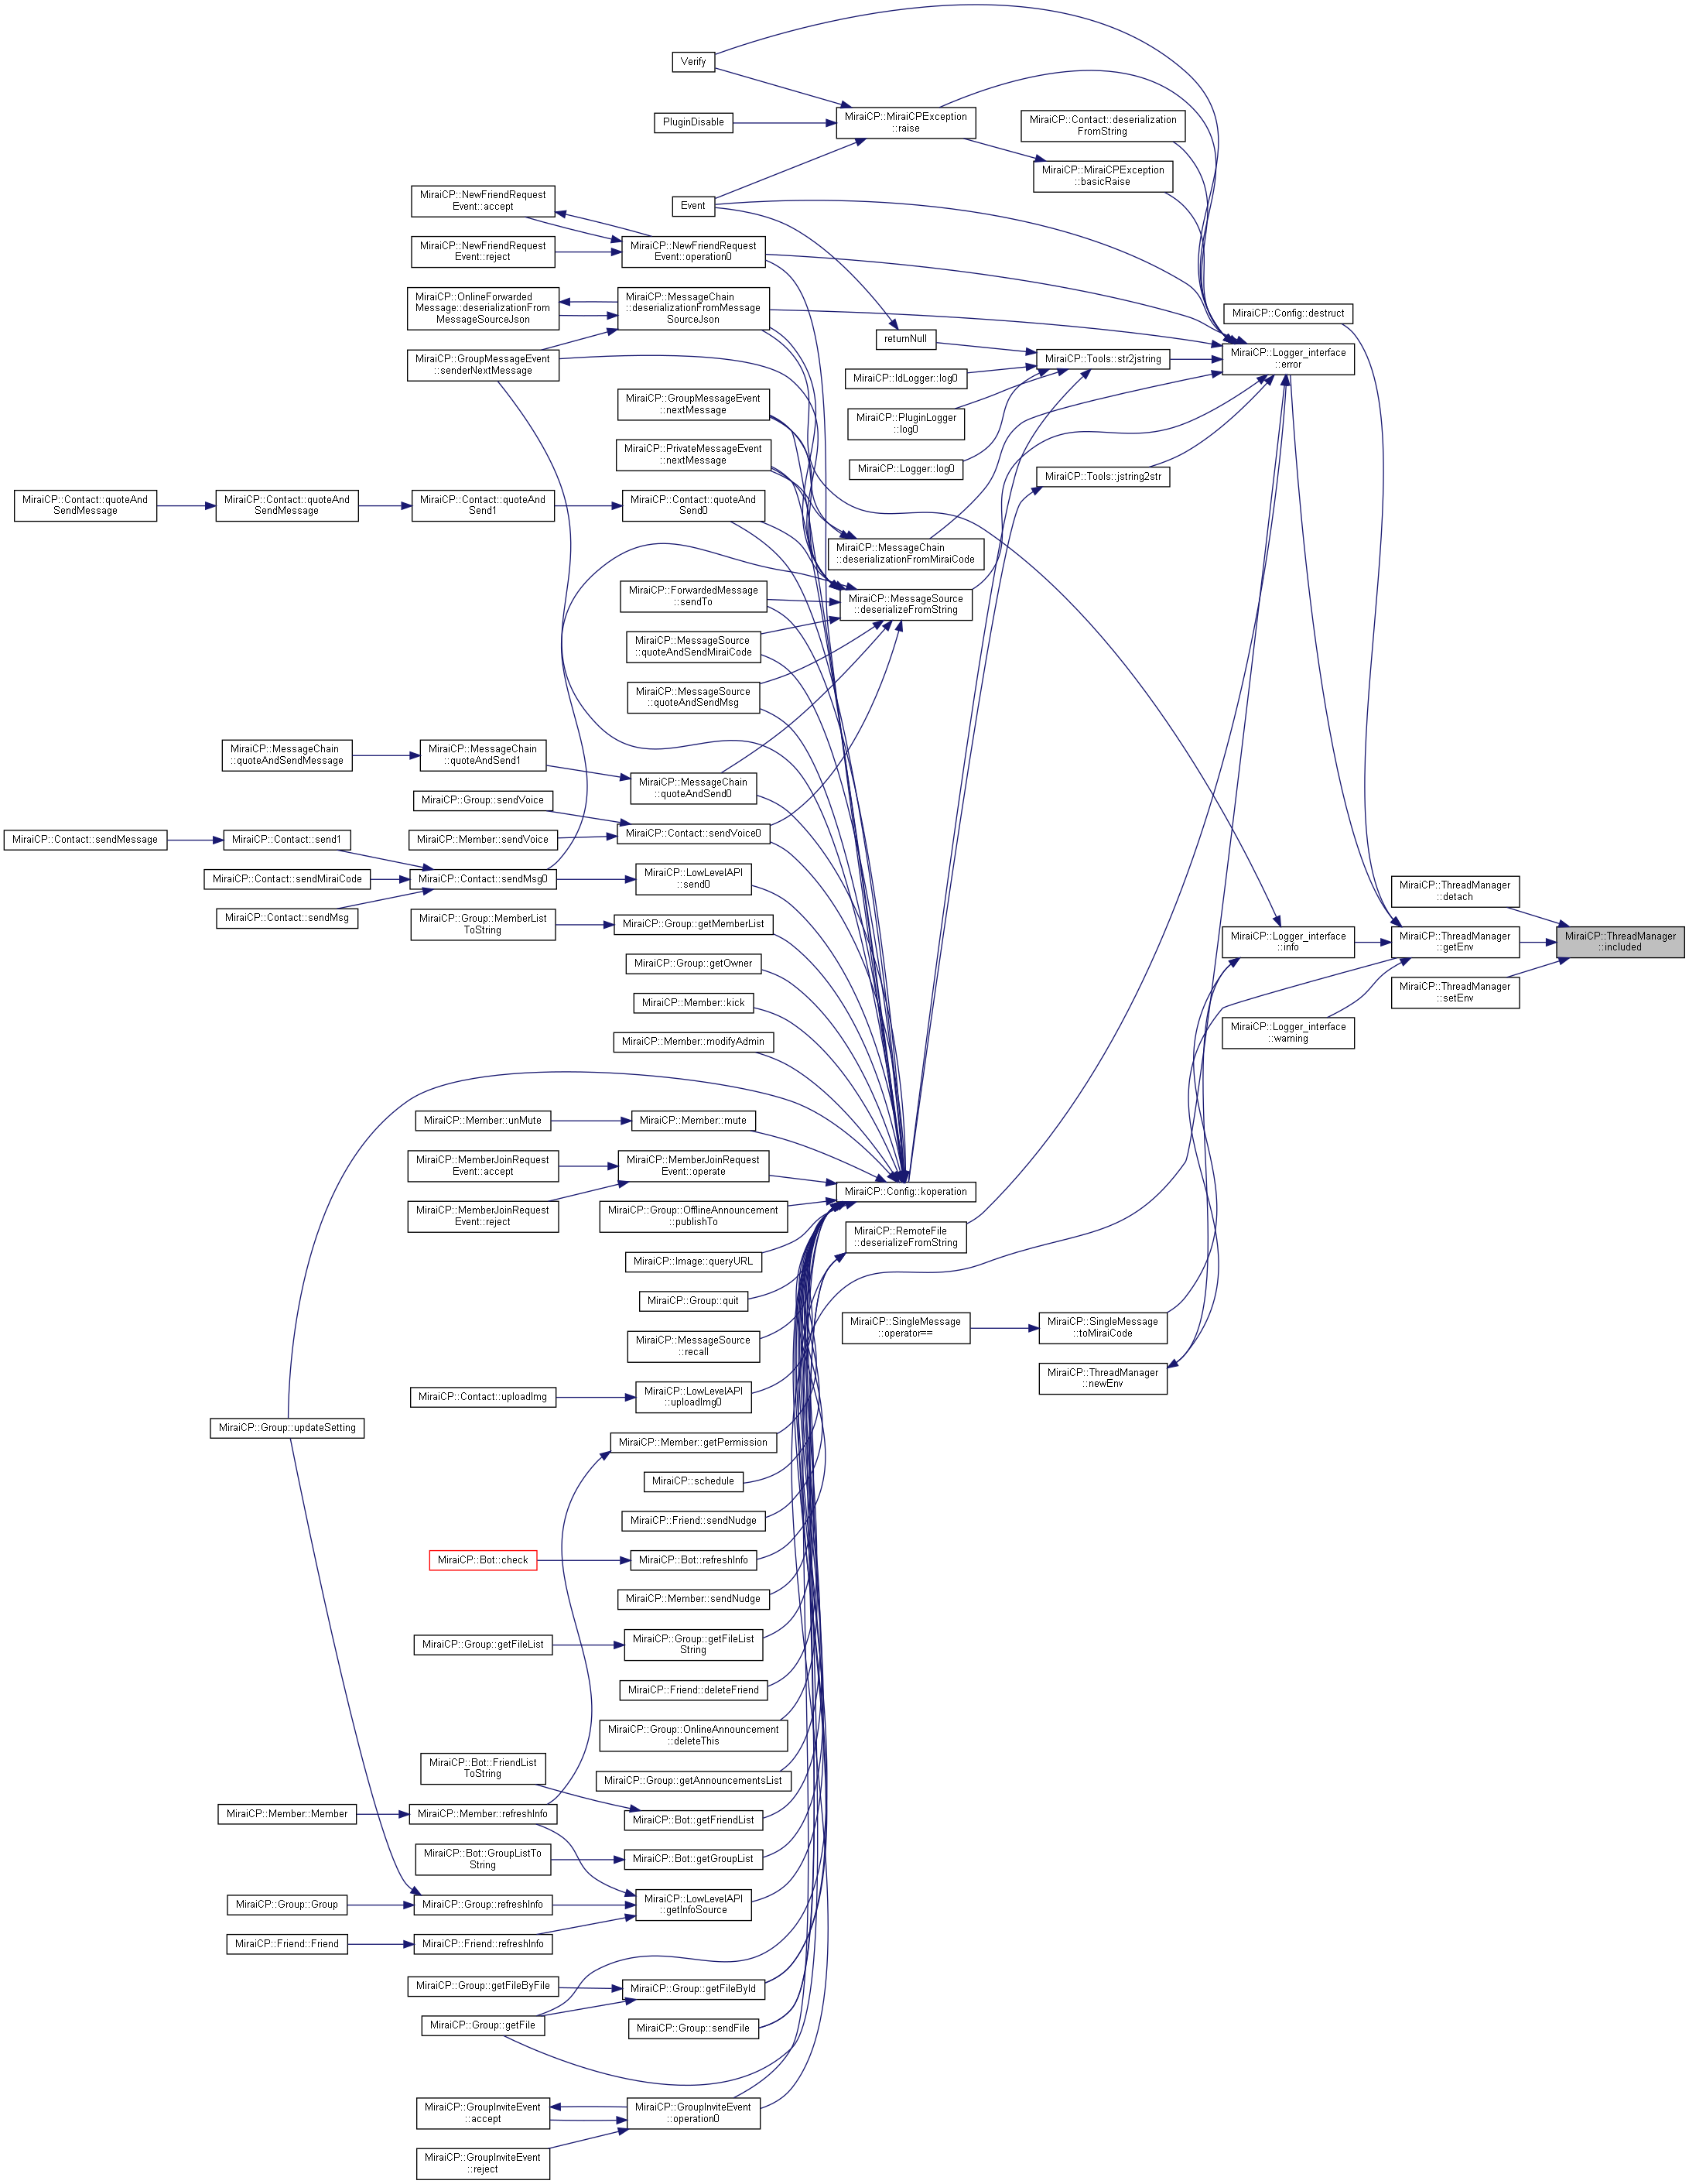 Verify
PluginDisable
MiraiCP::MiraiCPException
::raise
MiraiCP::Contact::deserialization
FromString
MiraiCP::MiraiCPException
::basicRaise
MiraiCP::NewFriendRequest
Event::accept
Event
MiraiCP::NewFriendRequest
Event::reject
MiraiCP::NewFriendRequest
Event::operation0
MiraiCP::OnlineForwarded
Message::deserializationFrom
MessageSourceJson
MiraiCP::MessageChain
::deserializationFromMessage
SourceJson
MiraiCP::Config::destruct
returnNull
MiraiCP::GroupMessageEvent
::senderNextMessage
MiraiCP::Tools::str2jstring
MiraiCP::Logger_interface
::error
MiraiCP::IdLogger::log0
MiraiCP::GroupMessageEvent
::nextMessage
MiraiCP::PluginLogger
::log0
MiraiCP::PrivateMessageEvent
::nextMessage
MiraiCP::Logger::log0
MiraiCP::Tools::jstring2str
MiraiCP::Contact::quoteAnd
SendMessage
MiraiCP::Contact::quoteAnd
SendMessage
MiraiCP::Contact::quoteAnd
Send1
MiraiCP::Contact::quoteAnd
Send0
MiraiCP::MessageChain
::deserializationFromMiraiCode
MiraiCP::ForwardedMessage
::sendTo
MiraiCP::MessageSource
::deserializeFromString
MiraiCP::MessageSource
::quoteAndSendMiraiCode
MiraiCP::MessageSource
::quoteAndSendMsg
MiraiCP::MessageChain
::quoteAndSendMessage
MiraiCP::MessageChain
::quoteAndSend1
MiraiCP::MessageChain
::quoteAndSend0
MiraiCP::Group::sendVoice
MiraiCP::Member::sendVoice
MiraiCP::Contact::sendVoice0
MiraiCP::Contact::sendMessage
MiraiCP::Contact::send1
MiraiCP::Contact::sendMiraiCode
MiraiCP::Contact::sendMsg0
MiraiCP::LowLevelAPI
::send0
MiraiCP::Contact::sendMsg
MiraiCP::Group::MemberList
ToString
MiraiCP::Group::getMemberList
MiraiCP::ThreadManager
::detach
MiraiCP::Logger_interface
::info
MiraiCP::ThreadManager
::getEnv
MiraiCP::ThreadManager
::included
MiraiCP::Group::getOwner
MiraiCP::ThreadManager
::setEnv
MiraiCP::Member::kick
MiraiCP::Logger_interface
::warning
MiraiCP::Member::modifyAdmin
MiraiCP::Member::unMute
MiraiCP::Member::mute
MiraiCP::MemberJoinRequest
Event::accept
MiraiCP::MemberJoinRequest
Event::operate
MiraiCP::Config::koperation
MiraiCP::MemberJoinRequest
Event::reject
MiraiCP::Group::OfflineAnnouncement
::publishTo
MiraiCP::RemoteFile
::deserializeFromString
MiraiCP::Image::queryURL
MiraiCP::Group::quit
MiraiCP::SingleMessage
::operator==
MiraiCP::SingleMessage
::toMiraiCode
MiraiCP::MessageSource
::recall
MiraiCP::ThreadManager
::newEnv
MiraiCP::Contact::uploadImg
MiraiCP::LowLevelAPI
::uploadImg0
MiraiCP::Group::updateSetting
MiraiCP::Member::getPermission
MiraiCP::schedule
MiraiCP::Friend::sendNudge
MiraiCP::Bot::check
MiraiCP::Bot::refreshInfo
MiraiCP::Member::sendNudge
MiraiCP::Group::getFileList
MiraiCP::Group::getFileList
String
MiraiCP::Friend::deleteFriend
MiraiCP::Group::OnlineAnnouncement
::deleteThis
MiraiCP::Bot::FriendList
ToString
MiraiCP::Group::getAnnouncementsList
MiraiCP::Member::Member
MiraiCP::Member::refreshInfo
MiraiCP::Bot::getFriendList
MiraiCP::Bot::GroupListTo
String
MiraiCP::Bot::getGroupList
MiraiCP::Group::Group
MiraiCP::Group::refreshInfo
MiraiCP::LowLevelAPI
::getInfoSource
MiraiCP::Friend::Friend
MiraiCP::Friend::refreshInfo
MiraiCP::Group::getFileByFile
MiraiCP::Group::getFileById
MiraiCP::Group::getFile
MiraiCP::Group::sendFile
MiraiCP::GroupInviteEvent
::accept
MiraiCP::GroupInviteEvent
::operation0
MiraiCP::GroupInviteEvent
::reject